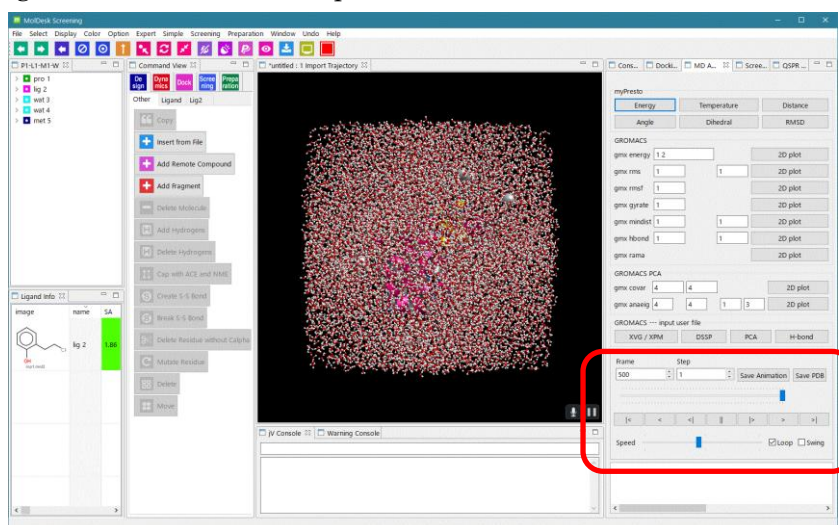 MolDesk Screening
File Select Display Color Option Expert Simple Screening Preparation Window Undo Help
P1-L1-M1-W
pro 1
lig 2
wat 3
wat 4
met 5
Ligand Info
image name SA
lig 2 1.86
Command View
De sign
Dyna mics
Dock
Scree ning
Prepa ration
Other Ligand Lig2
Copy
Insert from File
Add Remote Compound
Add Fragment
Delete Molecule
Add Hydrogens
Delete Hydrogens
Cap with ACE and NME
Create S-S Bond
Break S-S Bond
Delete Residue without Calpha
Mutate Residue
Delete
Move
*untitled : 1 Import Trajectory
jV Console Warning Console
Cons... Docki... MD A... Scree... QSPR ...
myPresto
Energy Temperature Distance
Angle Dihedral RMSD
GROMACS
gmx energy 1 2 2D plot
gmx rms 1 1 2D plot
gmx rmsf 1 2D plot
gmx gyrate 1 2D plot
gmx mindist 1 1 2D plot
gmx hbond 1 1 2D plot
gmx rama 2D plot
GROMACS PCA
gmx covar 4 4 2D plot
gmx anaeig 4 4 1 3 2D plot
GROMACS --- input user file
XVG / XPM DSSP PCA H-bond
Frame Step
500 1 Save Animation Save PDB
|< < <| || |> > >|
Speed Loop Swing